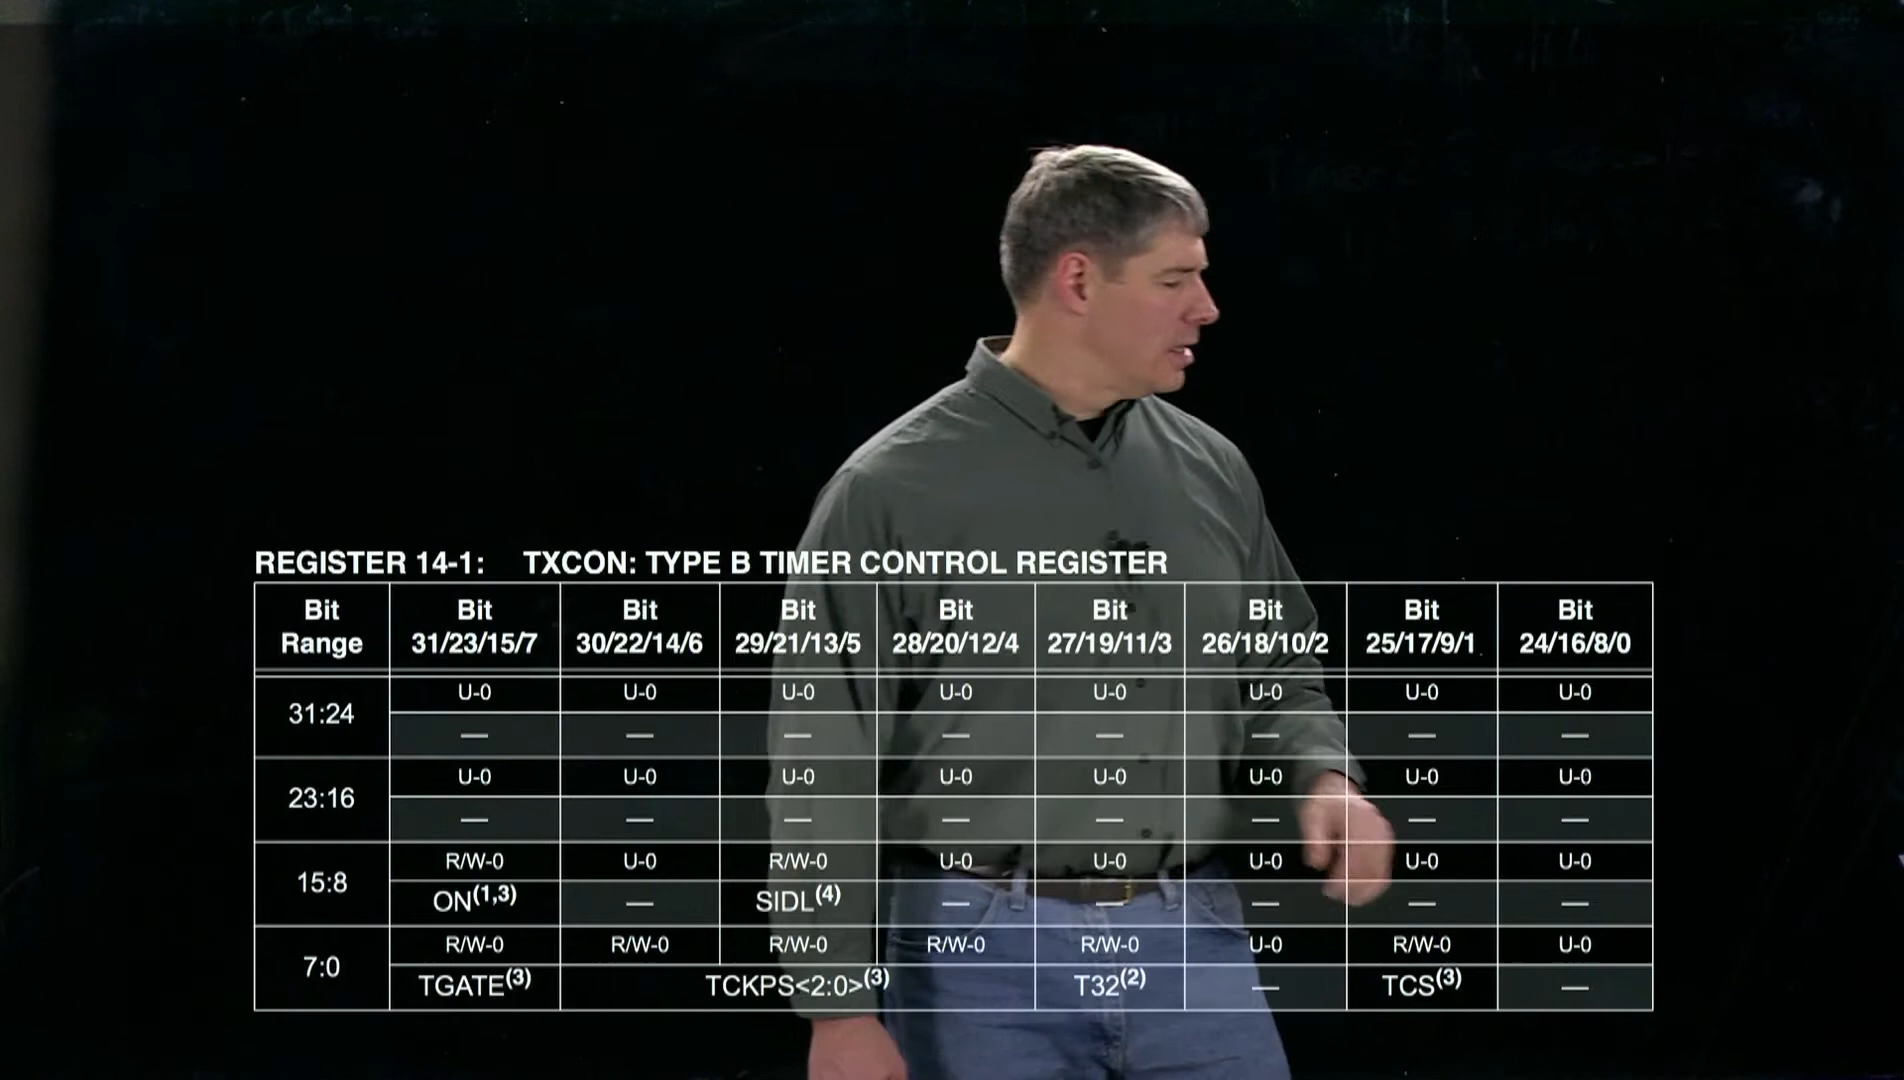 REGISTER 14-1: TXCON: TYPE B TIMER CONTROL REGISTER
Bit Range Bit 31/23/15/7 Bit 30/22/14/6 Bit 29/21/13/5 Bit 28/20/12/4 Bit 27/19/11/3 Bit 26/18/10/2 Bit 25/17/9/1 Bit 24/16/8/0
31:24 U-0 U-0 U-0 U-0 U-0 U-0 U-0 U-0
— — — — — — — —
23:16 U-0 U-0 U-0 U-0 U-0 U-0 U-0 U-0
— — — — — — — —
15:8 R/W-0 U-0 R/W-0 U-0 U-0 U-0 U-0 U-0
ON(1,3) — SIDL(4) — — — — —
7:0 R/W-0 R/W-0 R/W-0 R/W-0 R/W-0 U-0 R/W-0 U-0
TGATE(3) TCKPS<2:0>(3) T32(2) — TCS(3) —